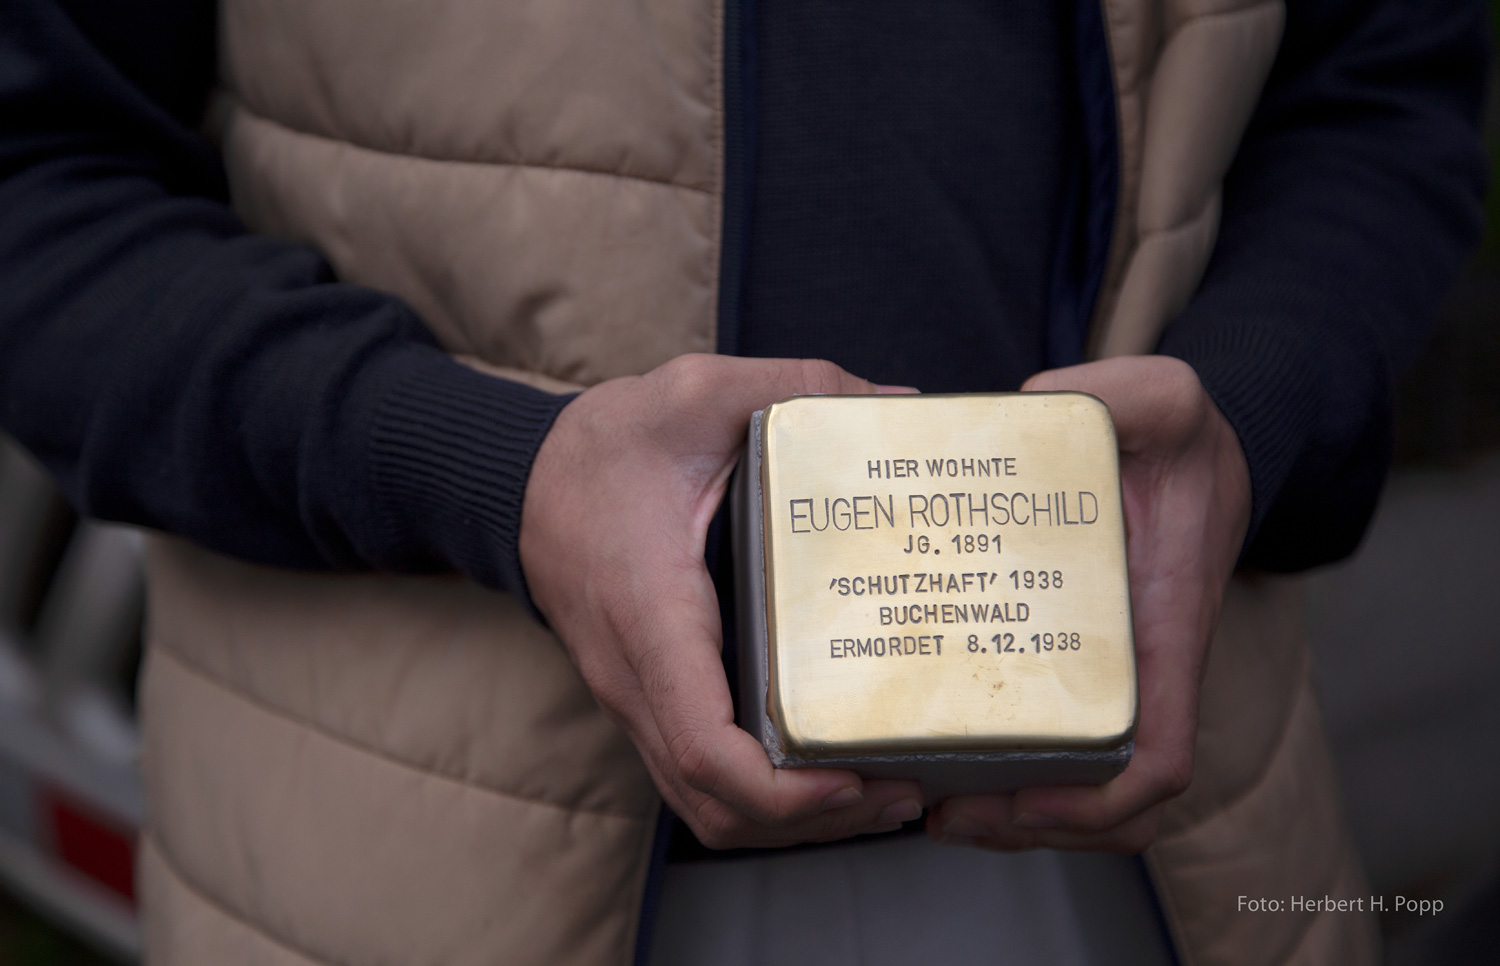 HIER WOHNTE
EUGEN ROTHSCHILD
JG. 1891
'SCHUTZHAFT' 1938
BUCHENWALD
ERMORDET 8.12.1938
Foto: Herbert H. Popp